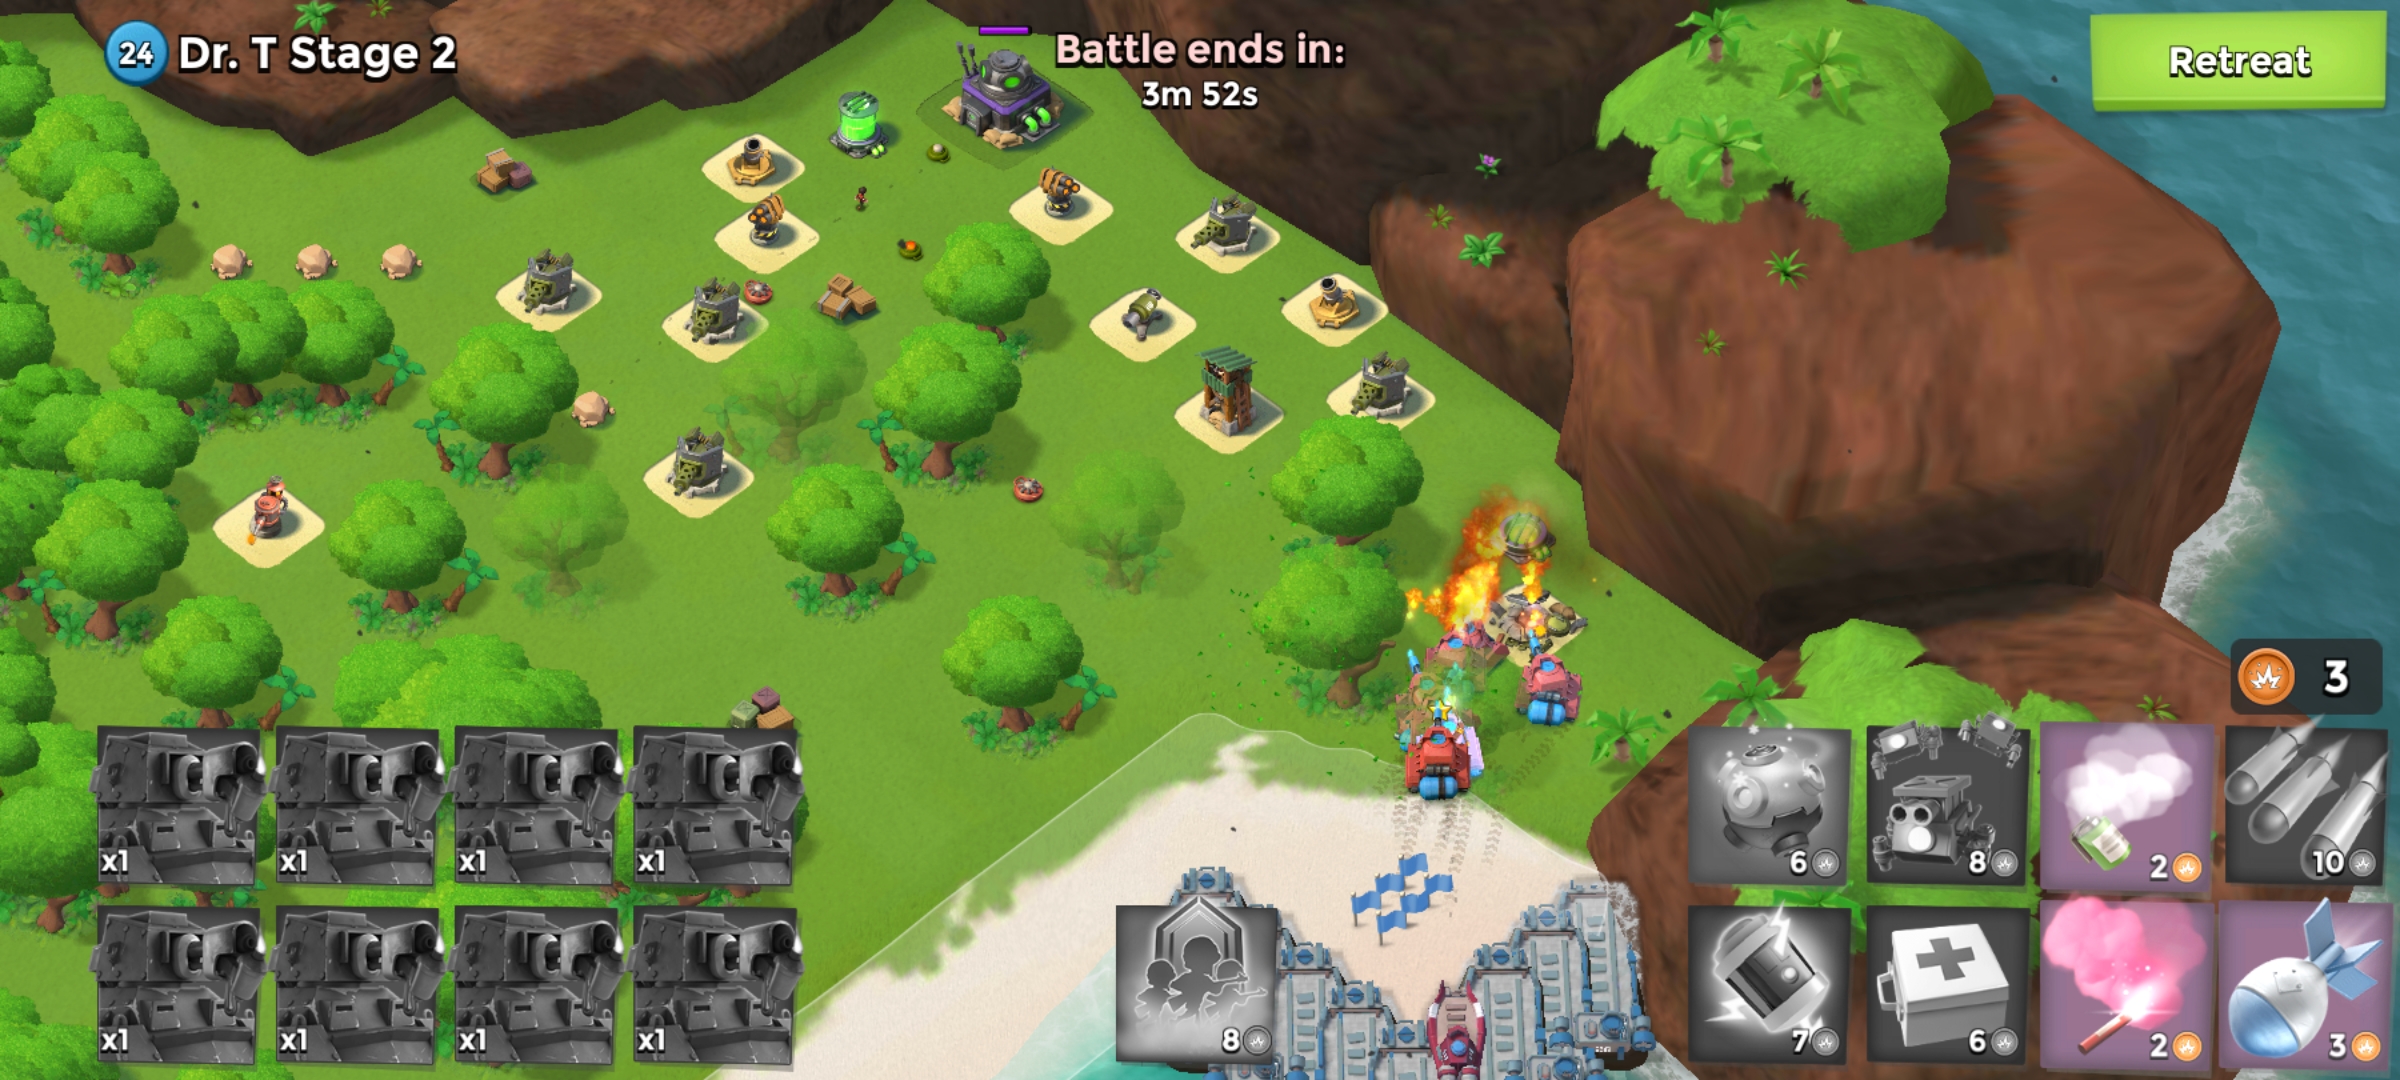 24 Dr. T Stage 2
Battle ends in:
3m 52s
Retreat
3
x1 x1 x1 x1
6 8 2 10
x1 x1 x1 x1
8
7 6 2 3